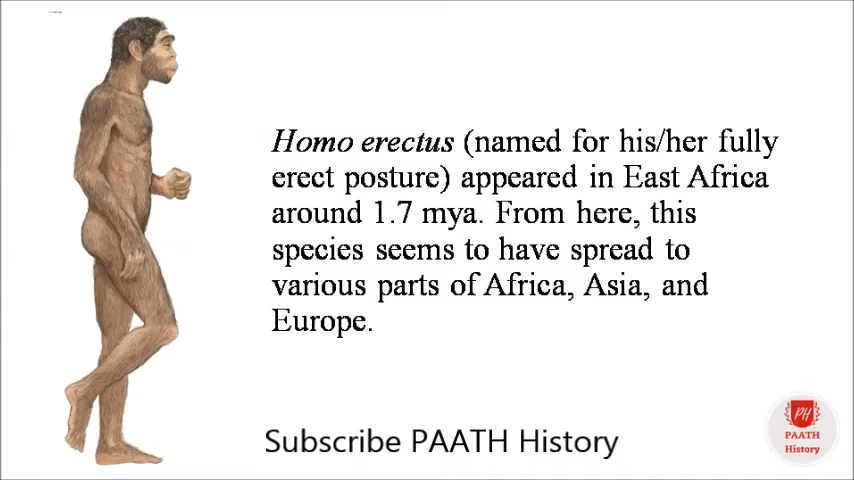 Homo erectus (named for his/her fully
erect posture) appeared in East Africa
around 1.7 mya. From here, this
species seems to have spread to
various parts of Africa, Asia, and
Europe.
Subscribe PAATH History
PH
PAATH
History